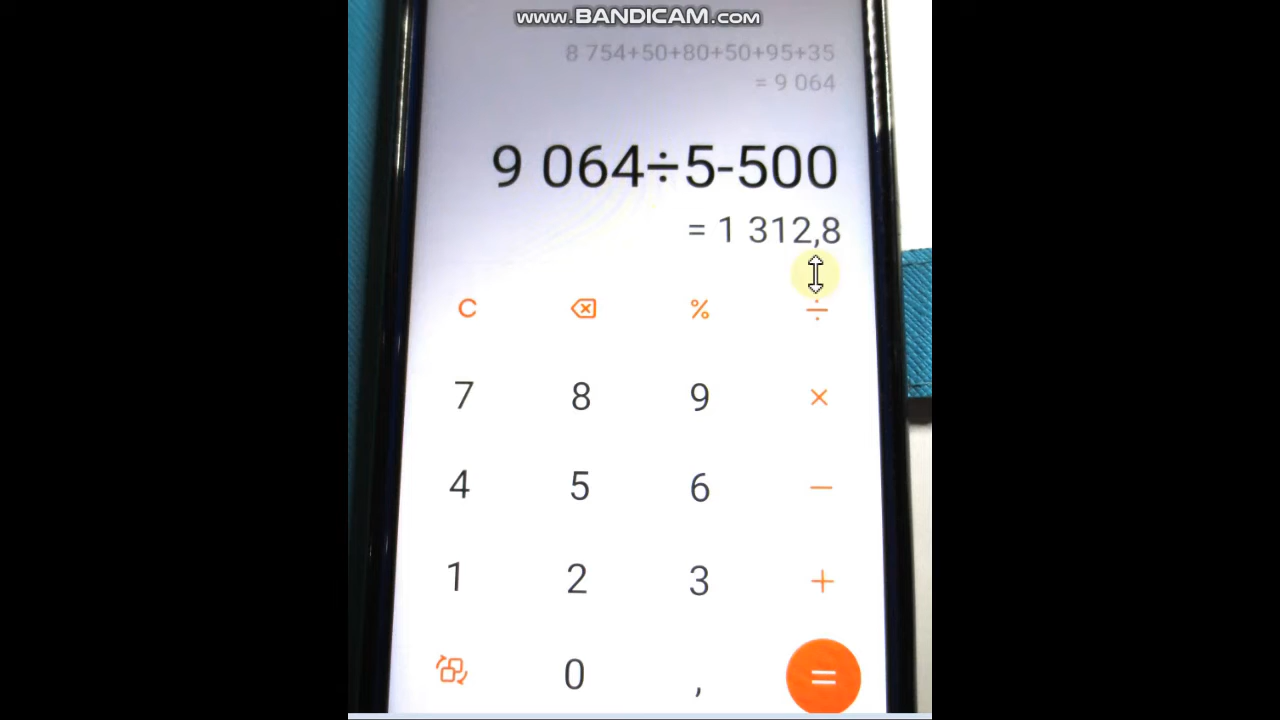 www.BANDICAM.com
8 754+50+80+50+95+35
= 9 064
9 064÷5-500
= 1 312,8
C % ÷
7 8 9 ×
4 5 6 −
1 2 3 +
0 , =